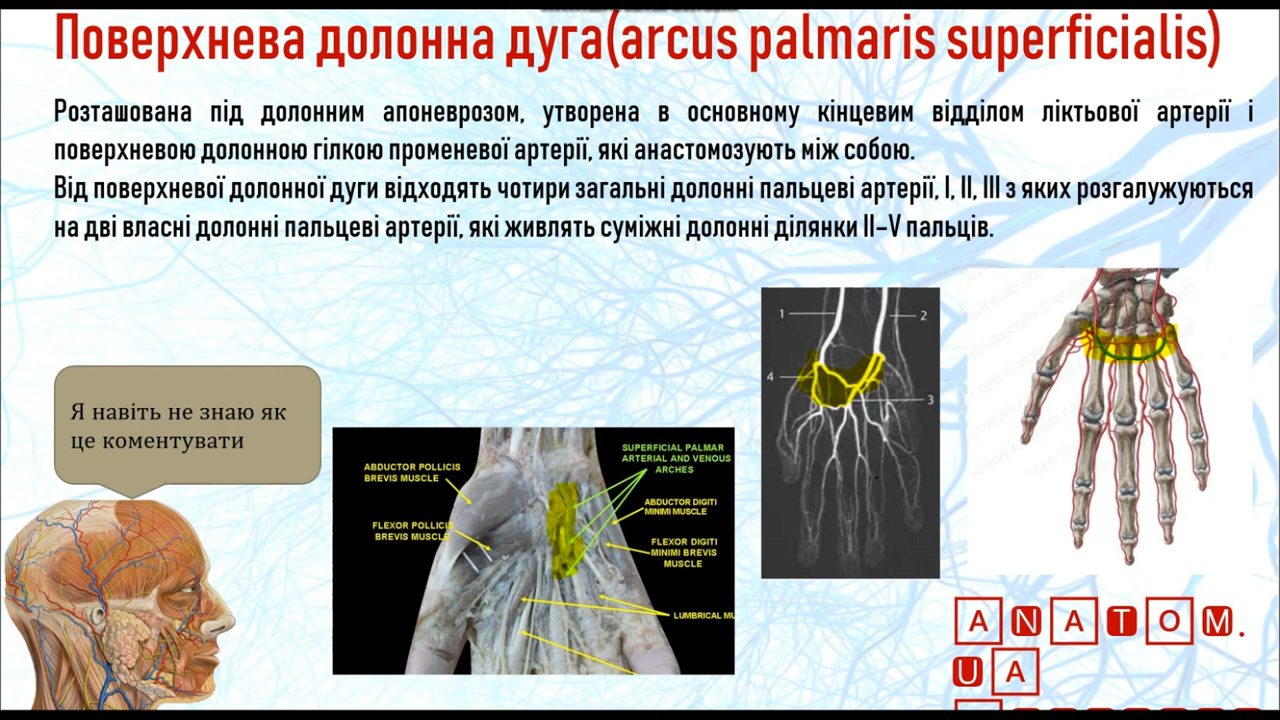 Поверхнева долонна дуга(arcus palmaris superficialis)
Розташована під долонним апоневрозом, утворена в основному кінцевим відділом ліктьової артерії і
поверхневою долонною гілкою променевої артерії, які анастомозують між собою.
Від поверхневої долонної дуги відходять чотири загальні долонні пальцеві артерії, І, ІІ, ІІІ з яких розгалужуються
на дві власні долонні пальцеві артерії, які живлять суміжні долонні ділянки ІІ–V пальців.
Я навіть не знаю як
це коментувати
ABDUCTOR POLLICIS
BREVIS MUSCLE
FLEXOR POLLICIS
BREVIS MUSCLE
SUPERFICIAL PALMAR
ARTERIAL AND VENOUS
ARCHES
ABDUCTOR DIGITI
MINIMI MUSCLE
FLEXOR DIGITI
MINIMI BREVIS
MUSCLE
LUMBRICAL MU
1
2
4
3
ANATOM.
UA